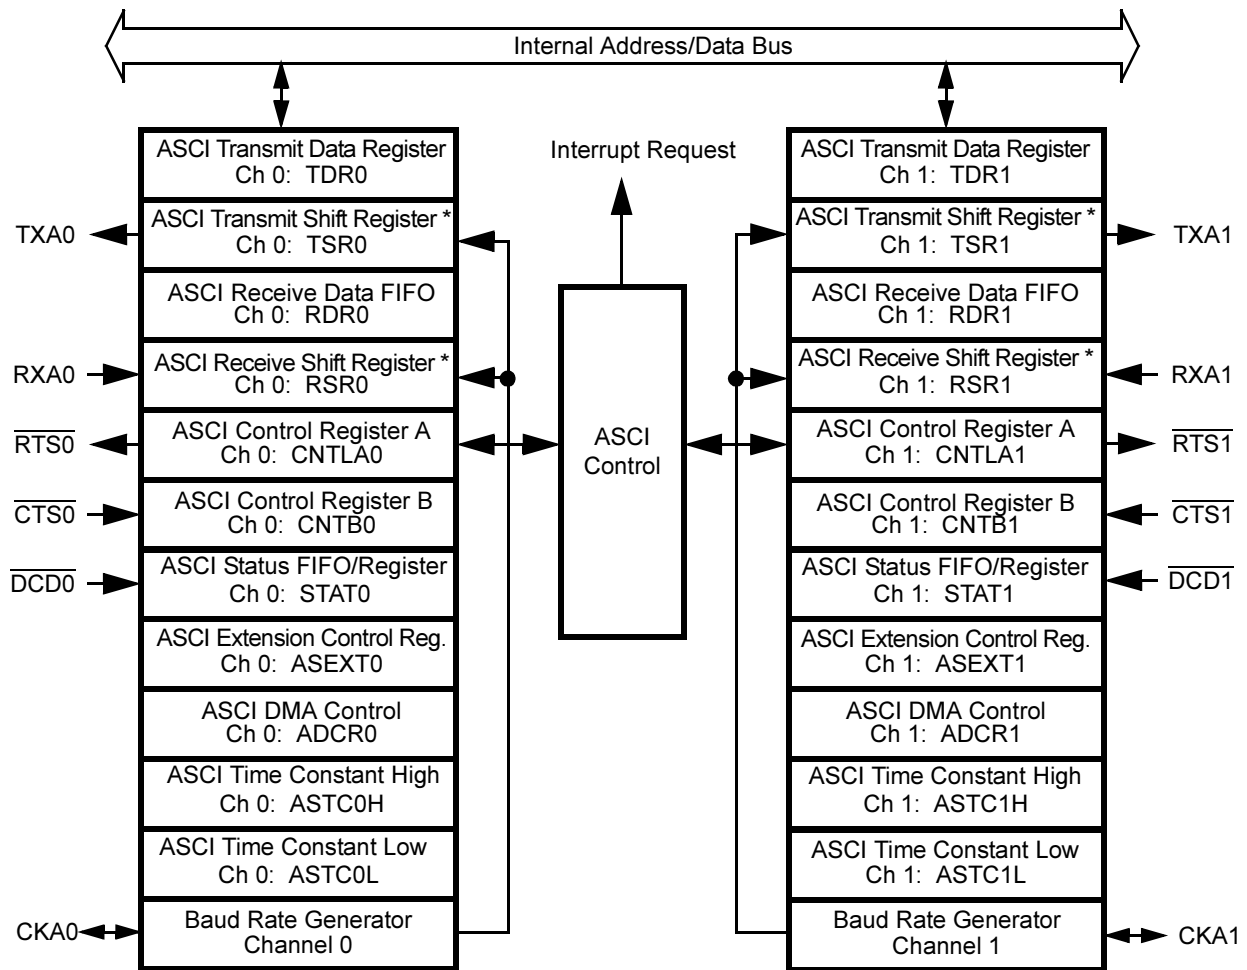 Internal Address/Data Bus
ASCI Transmit Data Register
Ch 0: TDR0
TXA0
ASCI Transmit Shift Register *
Ch 0: TSR0
ASCI Receive Data FIFO
Ch 0: RDR0
RXA0
ASCI Receive Shift Register *
Ch 0: RSR0
RTS0
ASCI Control Register A
Ch 0: CNTLA0
CTS0
ASCI Control Register B
Ch 0: CNTB0
DCD0
ASCI Status FIFO/Register
Ch 0: STAT0
ASCI Extension Control Reg.
Ch 0: ASEXT0
ASCI DMA Control
Ch 0: ADCR0
ASCI Time Constant High
Ch 0: ASTC0H
ASCI Time Constant Low
Ch 0: ASTC0L
CKA0
Baud Rate Generator
Channel 0
Interrupt Request
ASCI
Control
ASCI Transmit Data Register
Ch 1: TDR1
ASCI Transmit Shift Register *
Ch 1: TSR1
TXA1
ASCI Receive Data FIFO
Ch 1: RDR1
ASCI Receive Shift Register *
Ch 1: RSR1
RXA1
ASCI Control Register A
Ch 1: CNTLA1
RTS1
ASCI Control Register B
Ch 1: CNTB1
CTS1
ASCI Status FIFO/Register
Ch 1: STAT1
DCD1
ASCI Extension Control Reg.
Ch 1: ASEXT1
ASCI DMA Control
Ch 1: ADCR1
ASCI Time Constant High
Ch 1: ASTC1H
ASCI Time Constant Low
Ch 1: ASTC1L
Baud Rate Generator
Channel 1
CKA1